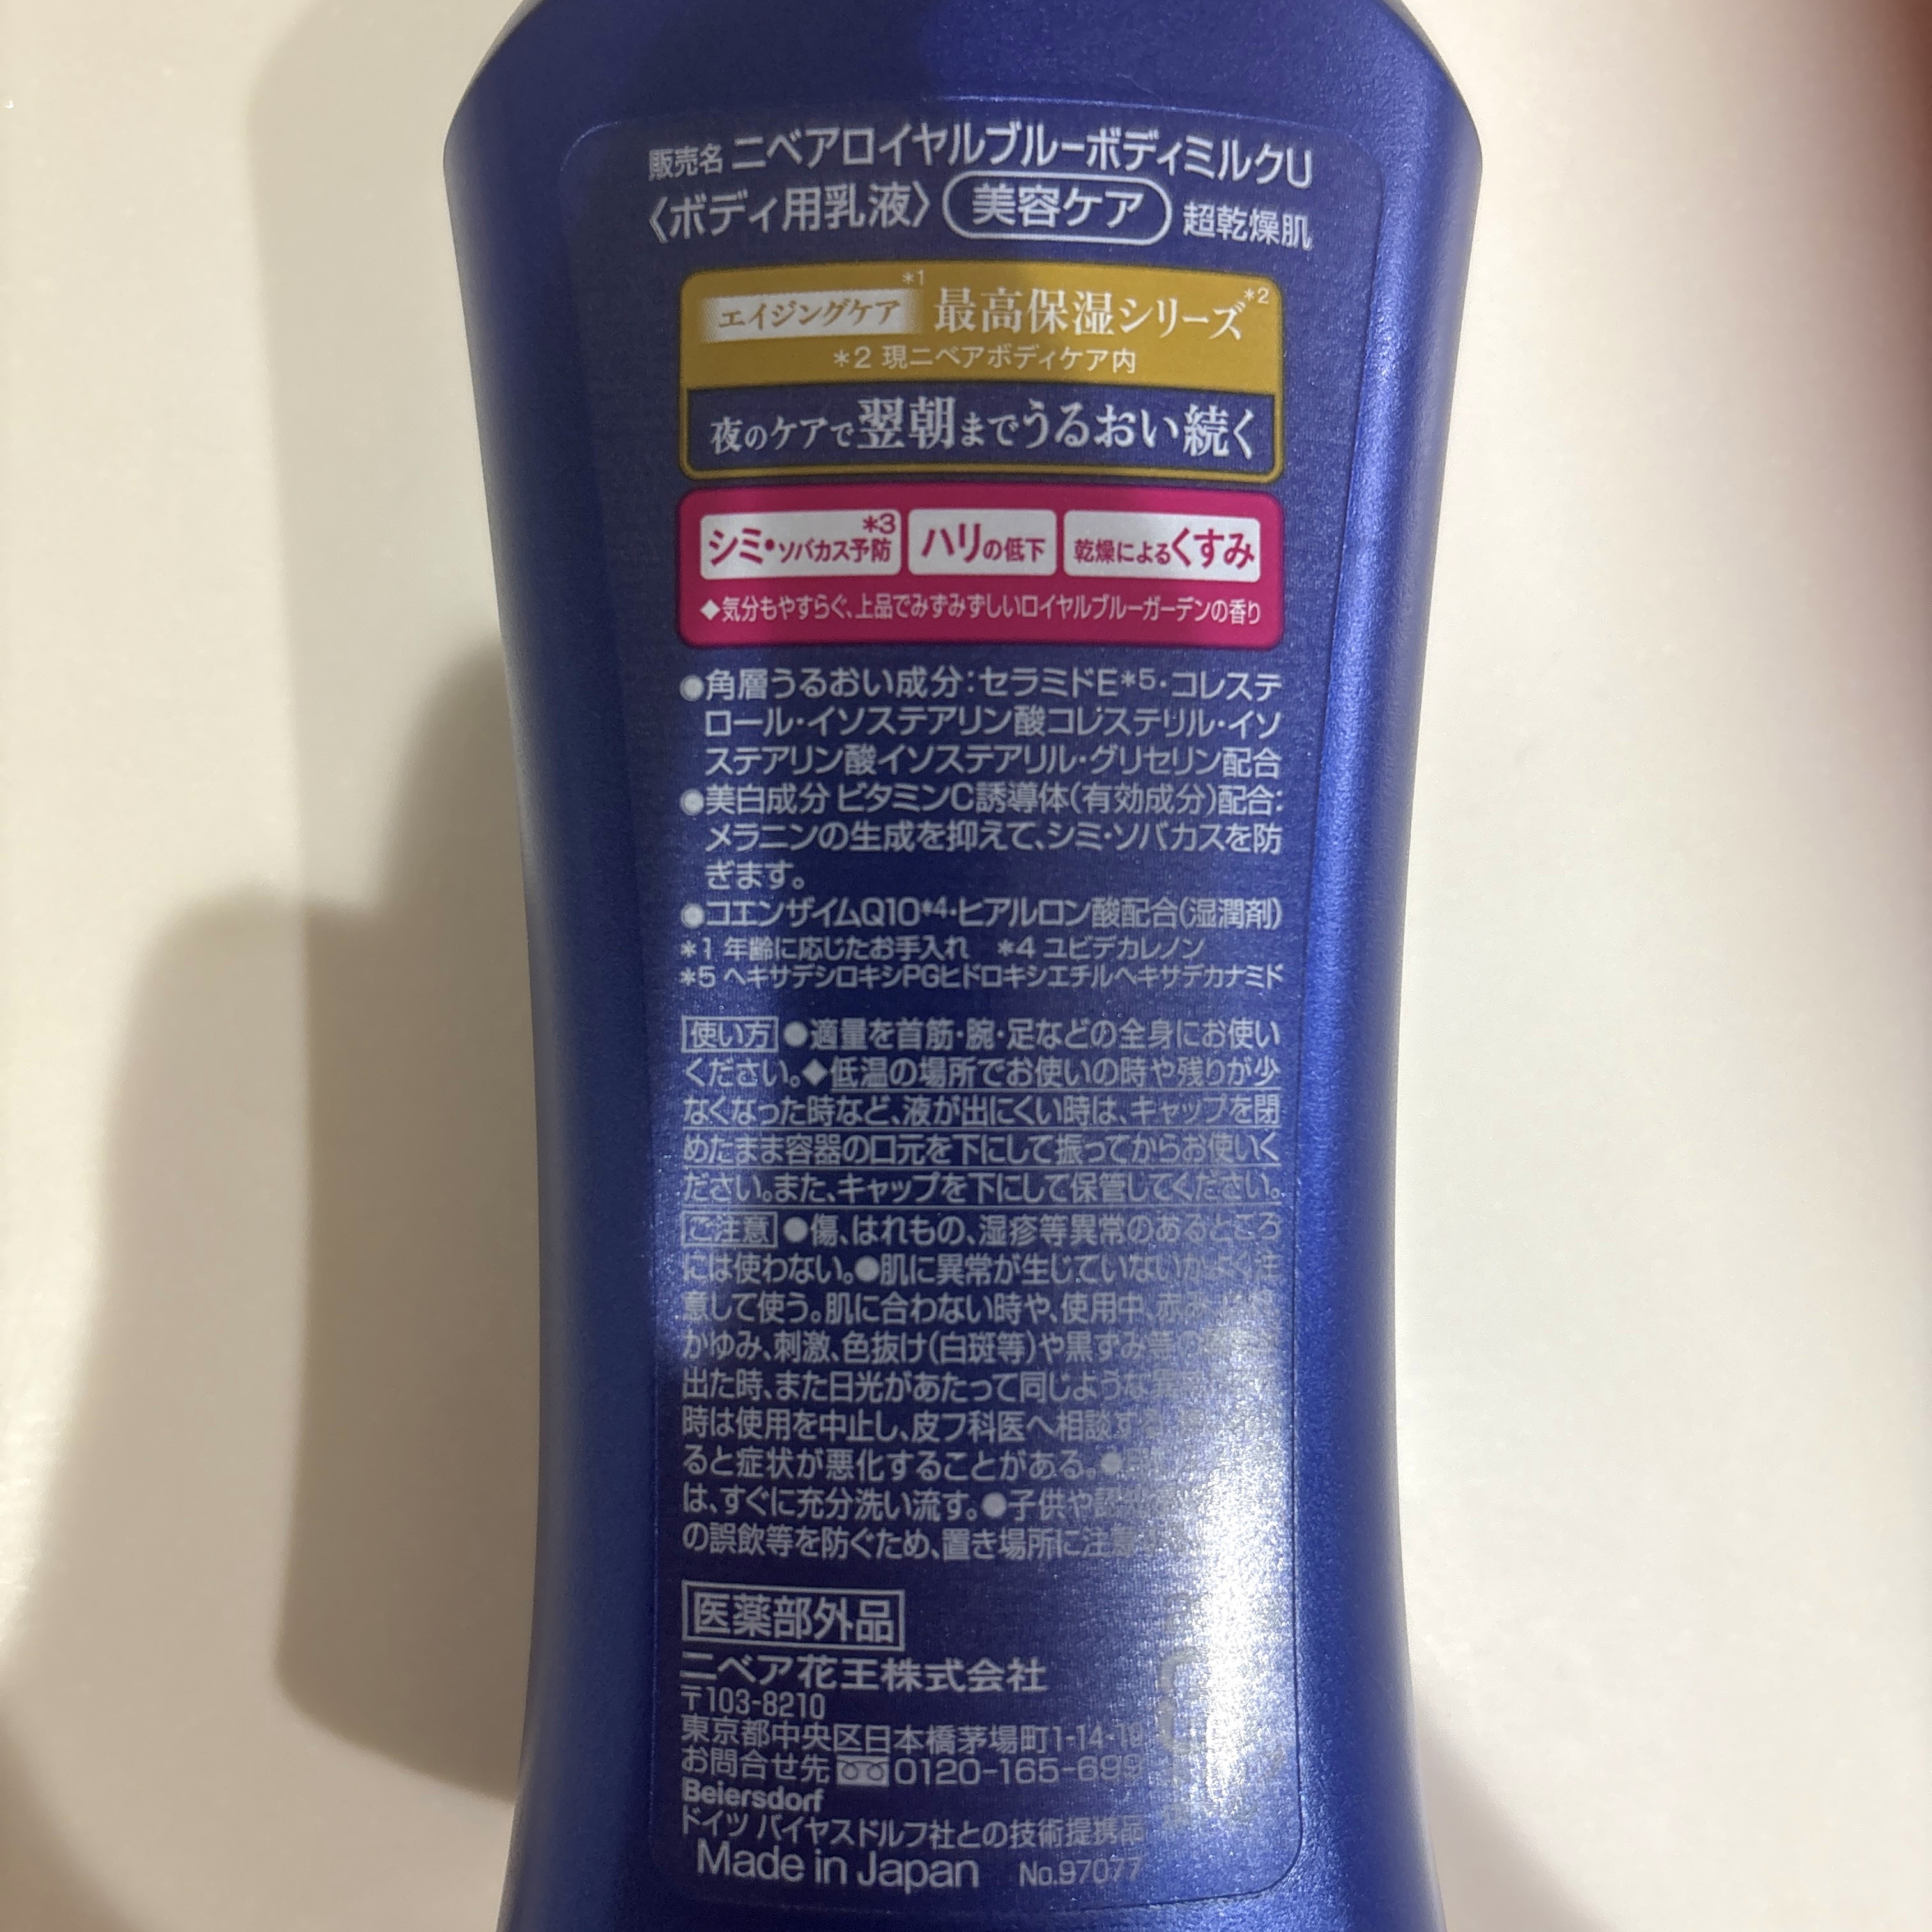 販売名 ニベアロイヤルブルーボディミルクU
〈ボディ用乳液〉 美容ケア 超乾燥肌
エイジングケア*1 最高保湿シリーズ*2
*2 現ニベアボディケア内
夜のケアで翌朝までうるおい続く
シミ・ソバカス予防*3 ハリの低下 乾燥によるくすみ
◆気分もやすらぐ、上品でみずみずしいロイヤルブルーガーデンの香り
●角層うるおい成分：セラミドE*5・コレステ
ロール・イソステアリン酸コレステリル・イソ
ステアリン酸イソステアリル・グリセリン配合
●美白成分 ビタミンC誘導体（有効成分）配合：
メラニンの生成を抑えて、シミ・ソバカスを防
ぎます。
●コエンザイムQ10*4・ヒアルロン酸配合（湿潤剤）
*1 年齢に応じたお手入れ *4 ユビデカレノン
*5 ヘキサデシロキシPGヒドロキシエチルヘキサデカナミド
使い方 ●適量を首筋・腕・足などの全身にお使い
ください。◆低温の場所でお使いの時や残りが少
なくなった時など、液が出にくい時は、キャップを閉
めたまま容器の口元を下にして振ってからお使いく
ださい。また、キャップを下にして保管してください。
ご注意 ●傷、はれもの、湿疹等異常のあるところ
には使わない。●肌に異常が生じていないかよく注
意して使う。肌に合わない時や、使用中、赤み、
かゆみ、刺激、色抜け（白斑等）や黒ずみ等の
出た時、また日光があたって同じような
時は使用を中止し、皮フ科医へ相談する。
ると症状が悪化することがある。●
は、すぐに充分洗い流す。●子供や
の誤飲等を防ぐため、置き場所に注意
医薬部外品
ニベア花王株式会社
〒103-8210
東京都中央区日本橋茅場町1-14-10
お問合せ先 0120-165-699
Beiersdorf
ドイツ バイヤスドルフ社との技術提携品
Made in Japan No.97077